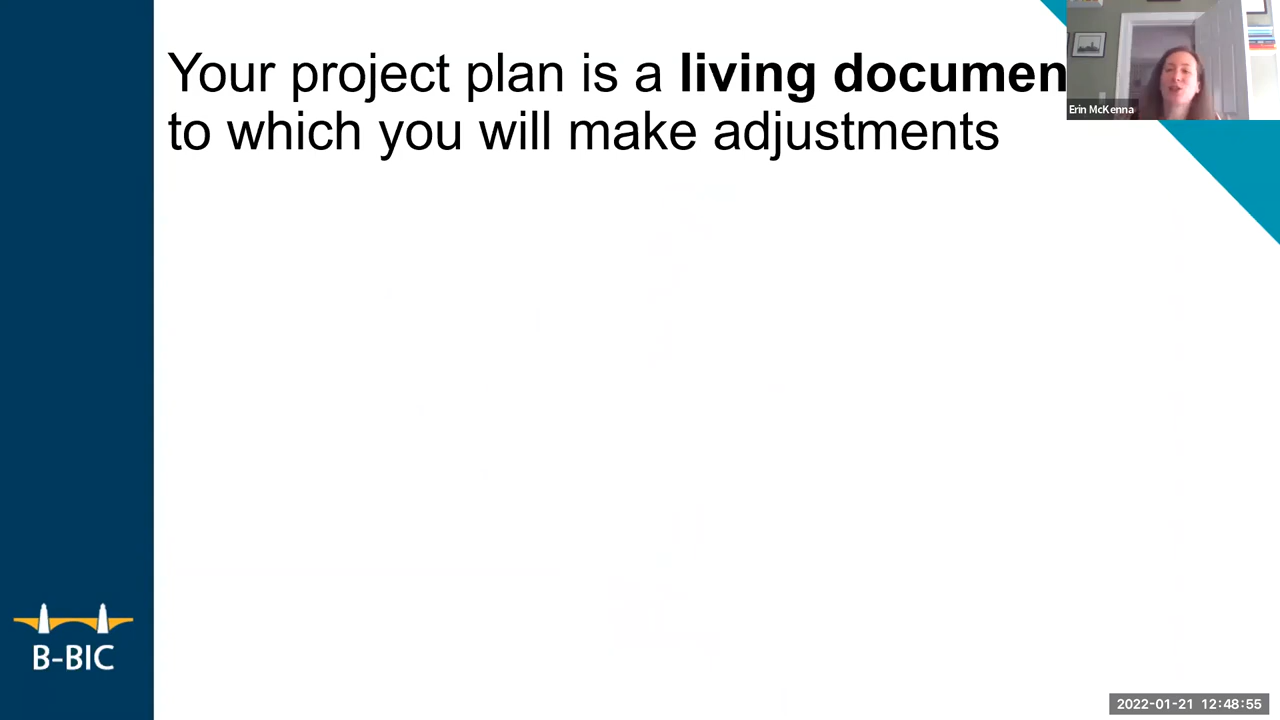 Your project plan is a living documen
to which you will make adjustments
Erin McKenna
B-BIC
2022-01-21 12:48:55